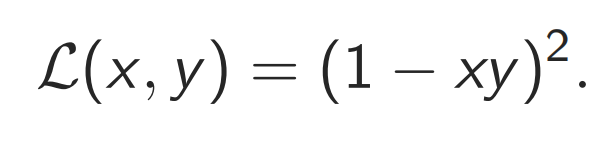 ℒ(x, y) = (1 − xy)².